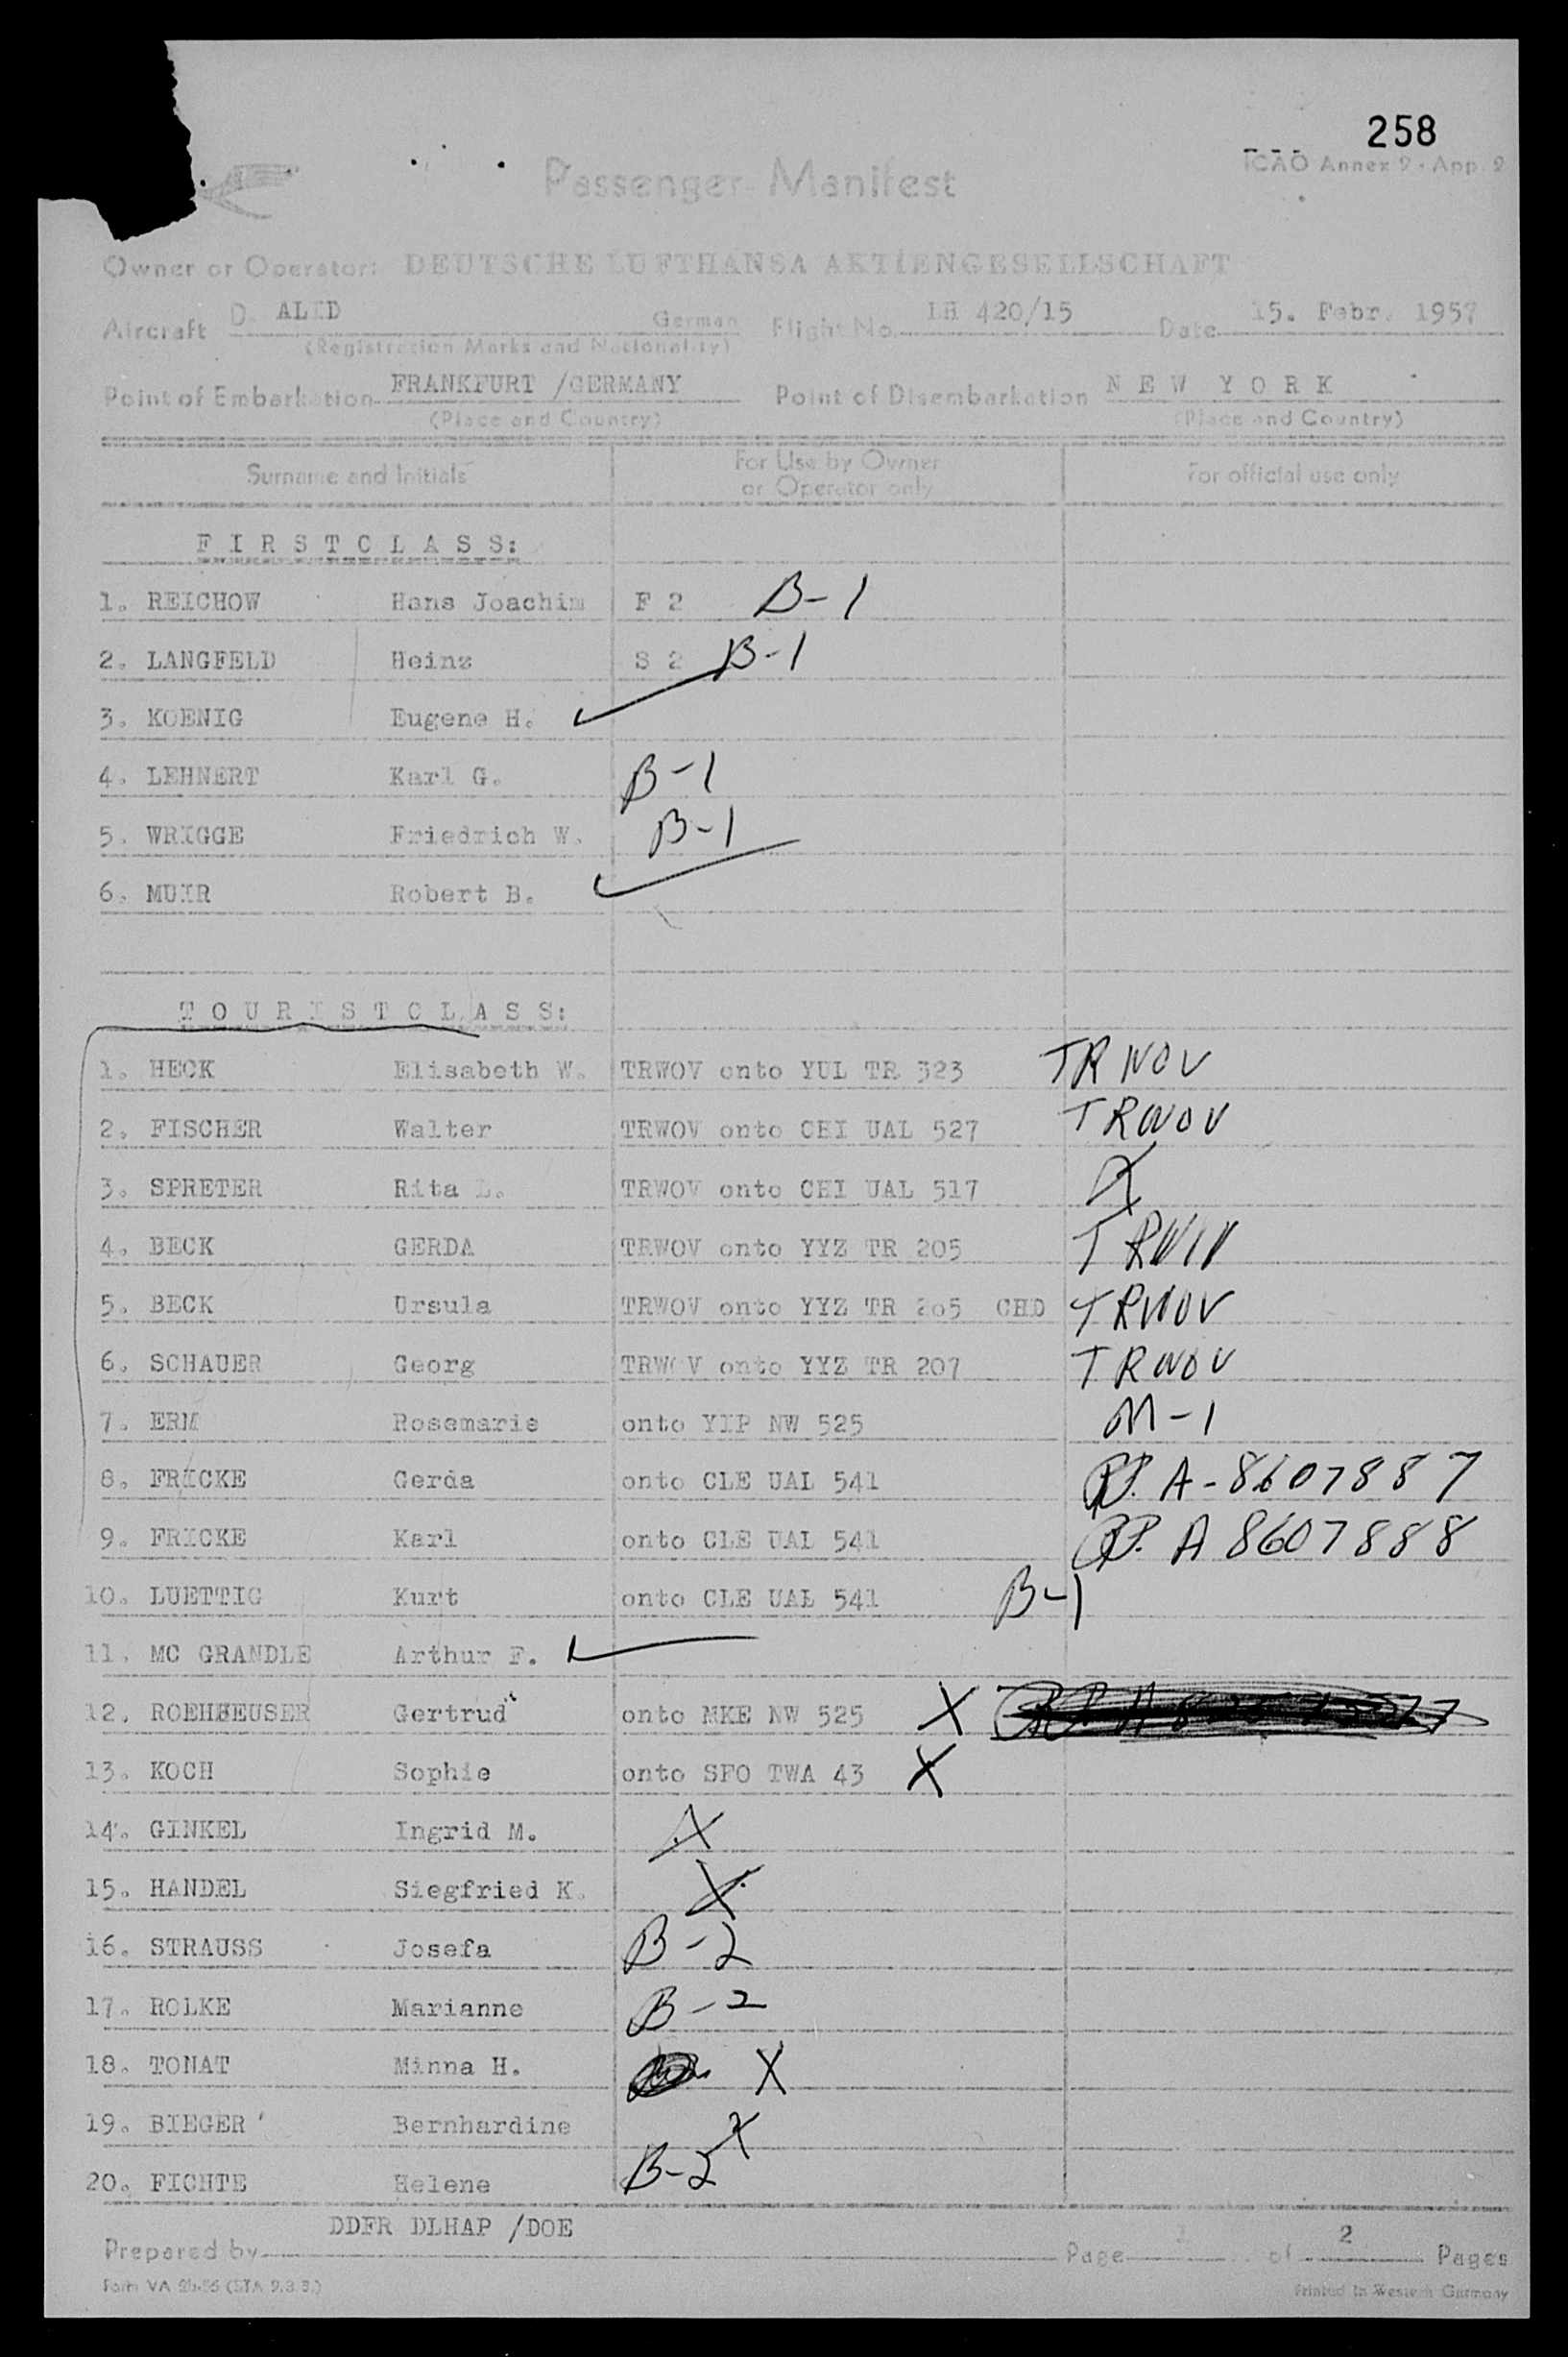 258
ICAO Annex 9 - App. 2
Passenger Manifest
Owner or Operator: DEUTSCHE LUFTHANSA AKTIENGESELLSCHAFT
Aircraft D. German Flight No. LH 420/15 Date 15. Febr. 1957
(Registration Marks and Nationality)
Point of Embarkation FRANKFURT /GERMANY Point of Disembarkation N E W Y O R K
(Place and Country) (Place and Country)
Surname and Initials For Use by Owner or Operator only For official use only
F I R S T C L A S S:
1. REICHOW Hans Joachim F 2 B-1
2. LANGFELD Heinz S 2 B-1
3. KOENIG Eugene H.
4. LEHNERT Karl G. B-1
5. WRIGGE Friedrich W. B-1
6. MUIR Robert B.
T O U R I S T C L A S S:
1. HECK Elisabeth W. TRWOV onto YUL TR 323 TRWOV
2. FISCHER Walter TRWOV onto CHI UAL 527 TRWOV
3. SPRETER Rita L. TRWOV onto CHI UAL 517 X
4. BECK GERDA TRWOV onto YYZ TR 205
5. BECK Ursula TRWOV onto YYZ TR 2o5 CHD TRWOV
6. SCHAUER Georg TRWOV onto YYZ TR 207 TRWOV
7. ERM Rosemarie onto YIP NW 525 M-1
8. FRICKE Gerda onto CLE UAL 541 RP. A-8607887
9. FRICKE Karl onto CLE UAL 541 RP. A 8607888
10. LUETTIG Kurt onto CLE UAL 541 B-1
11. MC GRANDLE Arthur F.
12. Gertrud onto MKE NW 525 X
13. KOCH Sophie onto SFO TWA 43 X
14. GINKEL Ingrid M. X
15. HANDEL Siegfried K. X
16. STRAUSS Josefa B-2
17. ROLKE Marianne B-2
18. TONAT Minna H. X
19. BIEGER Bernhardine X
20. FICHTE Helene B-2
DDFR DLHAP /DOE
Prepared by Page 1 of 2 Pages
Form VA
Printed in Western Germany